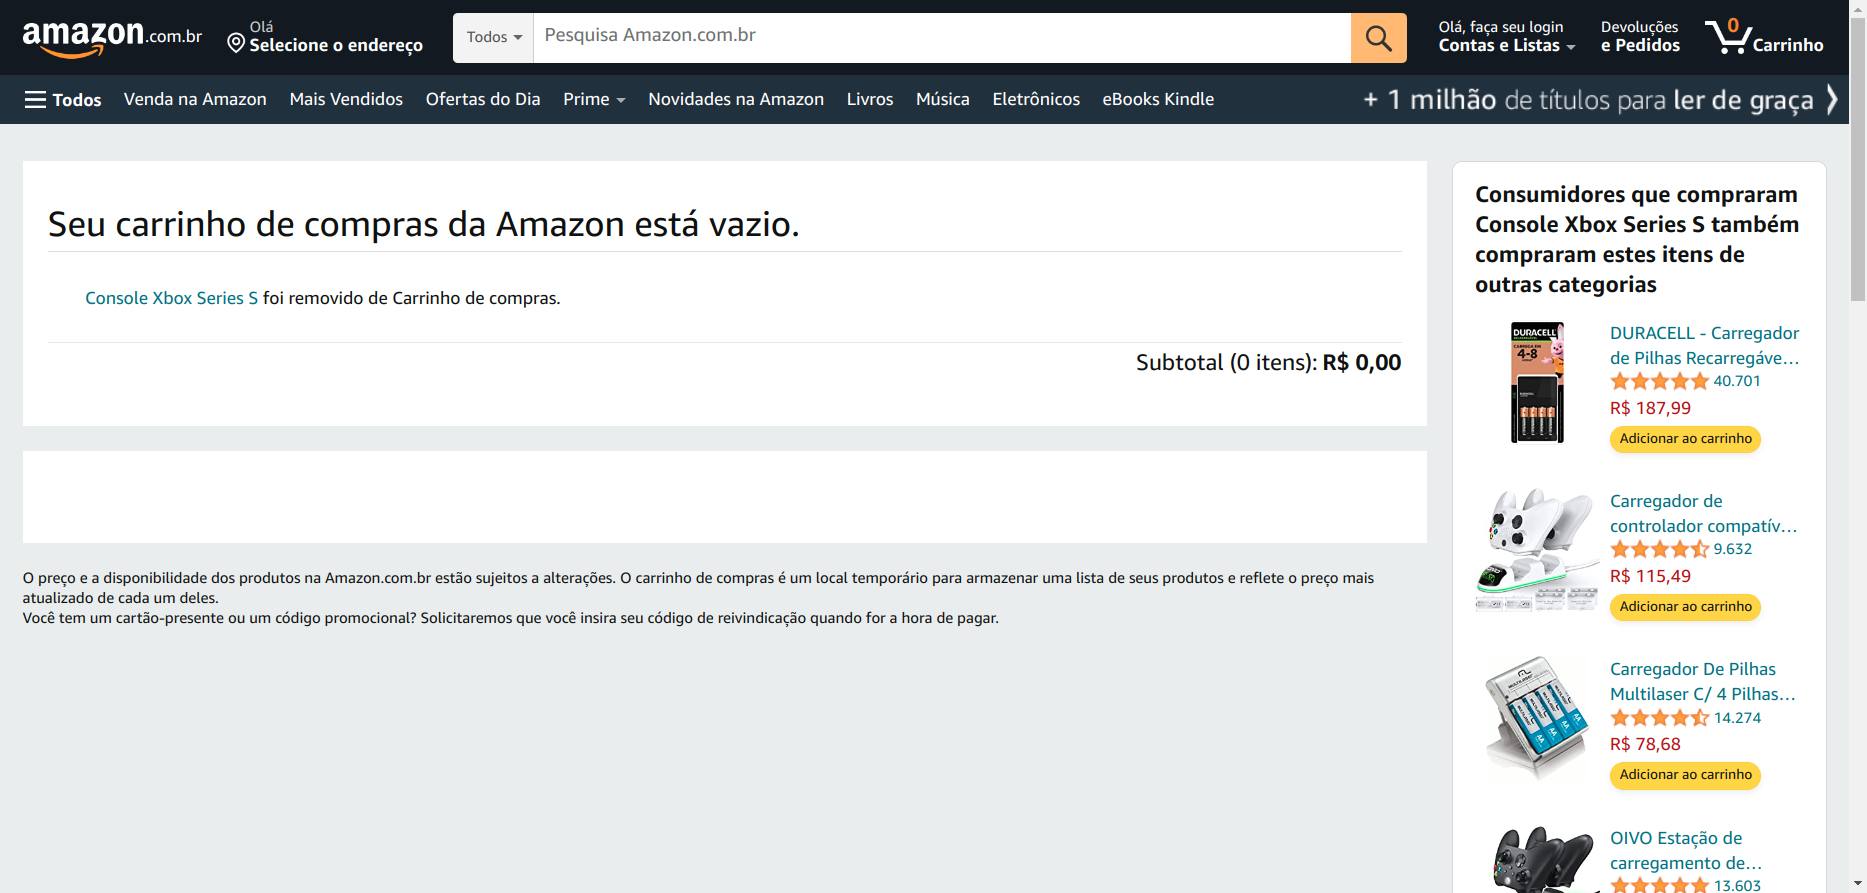 amazon.com.br
Olá
Selecione o endereço
Todos
Pesquisa Amazon.com.br
Olá, faça seu login
Contas e Listas
Devoluções
e Pedidos
0
Carrinho
Todos
Venda na Amazon
Mais Vendidos
Ofertas do Dia
Prime
Novidades na Amazon
Livros
Música
Eletrônicos
eBooks Kindle
+ 1 milhão de títulos para ler de graça
Seu carrinho de compras da Amazon está vazio.
Console Xbox Series S foi removido de Carrinho de compras.
Subtotal (0 itens): R$ 0,00
O preço e a disponibilidade dos produtos na Amazon.com.br estão sujeitos a alterações. O carrinho de compras é um local temporário para armazenar uma lista de seus produtos e reflete o preço mais
atualizado de cada um deles.
Você tem um cartão-presente ou um código promocional? Solicitaremos que você insira seu código de reivindicação quando for a hora de pagar.
Consumidores que compraram
Console Xbox Series S também
compraram estes itens de
outras categorias
DURACELL
4-8
DURACELL - Carregador
de Pilhas Recarregáve…
40.701
R$ 187,99
Adicionar ao carrinho
Carregador de
controlador compatív…
9.632
R$ 115,49
Adicionar ao carrinho
MULTILASER
AA
AA
AA
AA
Carregador De Pilhas
Multilaser C/ 4 Pilhas…
14.274
R$ 78,68
Adicionar ao carrinho
OIVO Estação de
carregamento de…
13.603